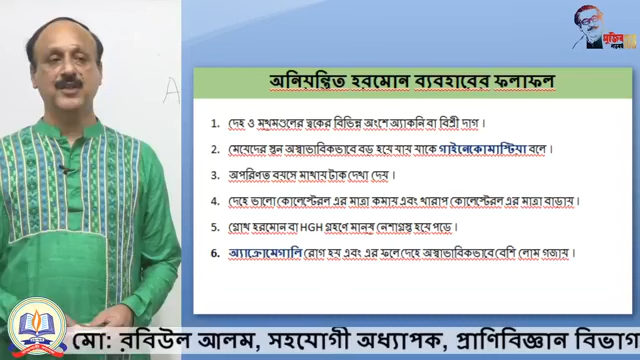 অনিয়ন্ত্রিত হরমোন ব্যবহারের ফলাফল
1. দেহ ও মুখমণ্ডলের ত্বকের বিভিন্ন অংশে অ্যাকনি বা বিশ্রী দাগ ।
2. মেয়েদের স্তন অস্বাভাবিকভাবে বড় হয়ে যায় যাকে গাইনেকোমাস্টিয়া বলে ।
3. অপরিণত বয়সে মাথায় টাক দেখা দেয় ।
4. দেহে ভালো কোলেস্টেরল এর মাত্রা কমায় এবং খারাপ কোলেস্টেরল এর মাত্রা বাড়ায় ।
5. গ্রোথ হরমোন বা HGH গ্রহণে মানুষ নেশাগ্রস্থ হয়ে পড়ে ।
6. অ্যাক্রোমেগালি রোগ হয় এবং এর ফলে দেহে অস্বাভাবিকভাবে বেশি লোম গজায় ।
A
মো: রবিউল আলম, সহযোগী অধ্যাপক, প্রাণিবিজ্ঞান বিভাগ